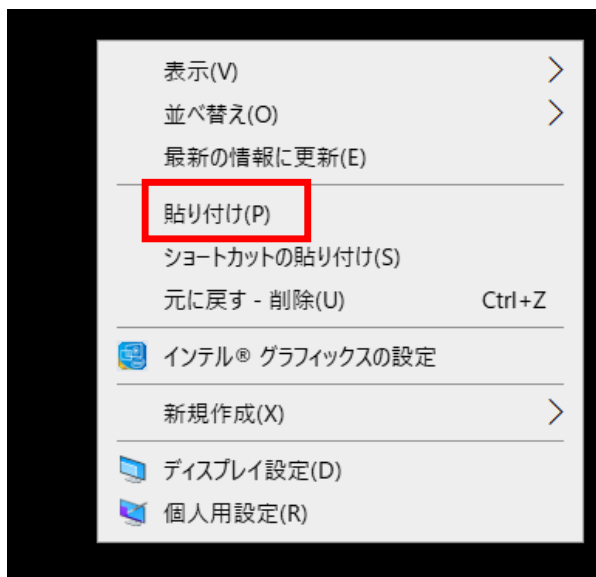 表示(V)
並べ替え(O)
最新の情報に更新(E)
貼り付け(P)
ショートカットの貼り付け(S)
元に戻す - 削除(U) Ctrl+Z
インテル® グラフィックスの設定
新規作成(X)
ディスプレイ設定(D)
個人用設定(R)